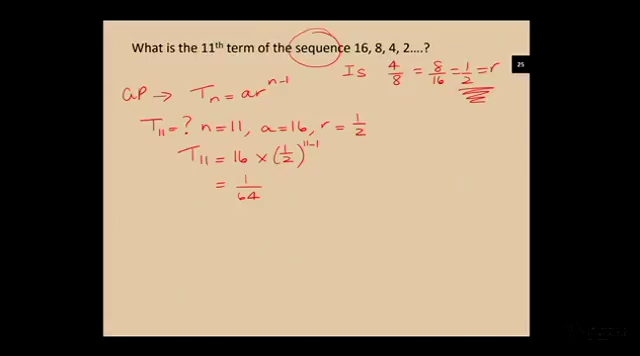 What is the 11th term of the sequence 16, 8, 4, 2....?
Is 4/8 = 8/16 = 1/2 = r
25
GP → Tn = ar^(n-1)
T11 = ? n = 11, a = 16, r = 1/2
T11 = 16 × (1/2)^(11-1)
= 1/64